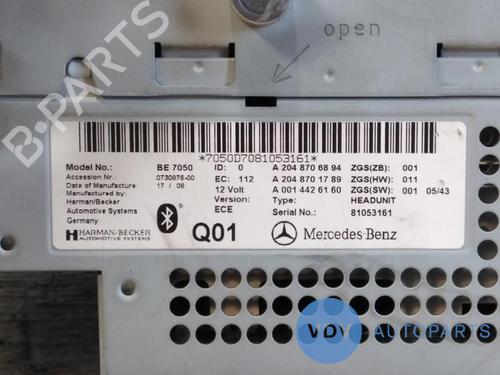 open
B-PARTS
*7050D7081053161*
Model No.: BE 7050 ID: 0 A 204 870 68 94 ZGS(ZB): 001
Accession Nr.: 0730876-00 EC: 112 A 204 870 17 89 ZGS(HW): 011
Date of Manufacture: 17 / 08 12 Volt A 001 442 61 60 ZGS(SW): 001 05/43
Manufactured by: Version: Type: HEADUNIT
Harman/Becker ECE Serial No.: 81053161
Automotive Systems
Germany
HARMAN/BECKER
AUTOMOTIVE SYSTEMS
Q01
Mercedes-Benz
VDV AUTOPARTS